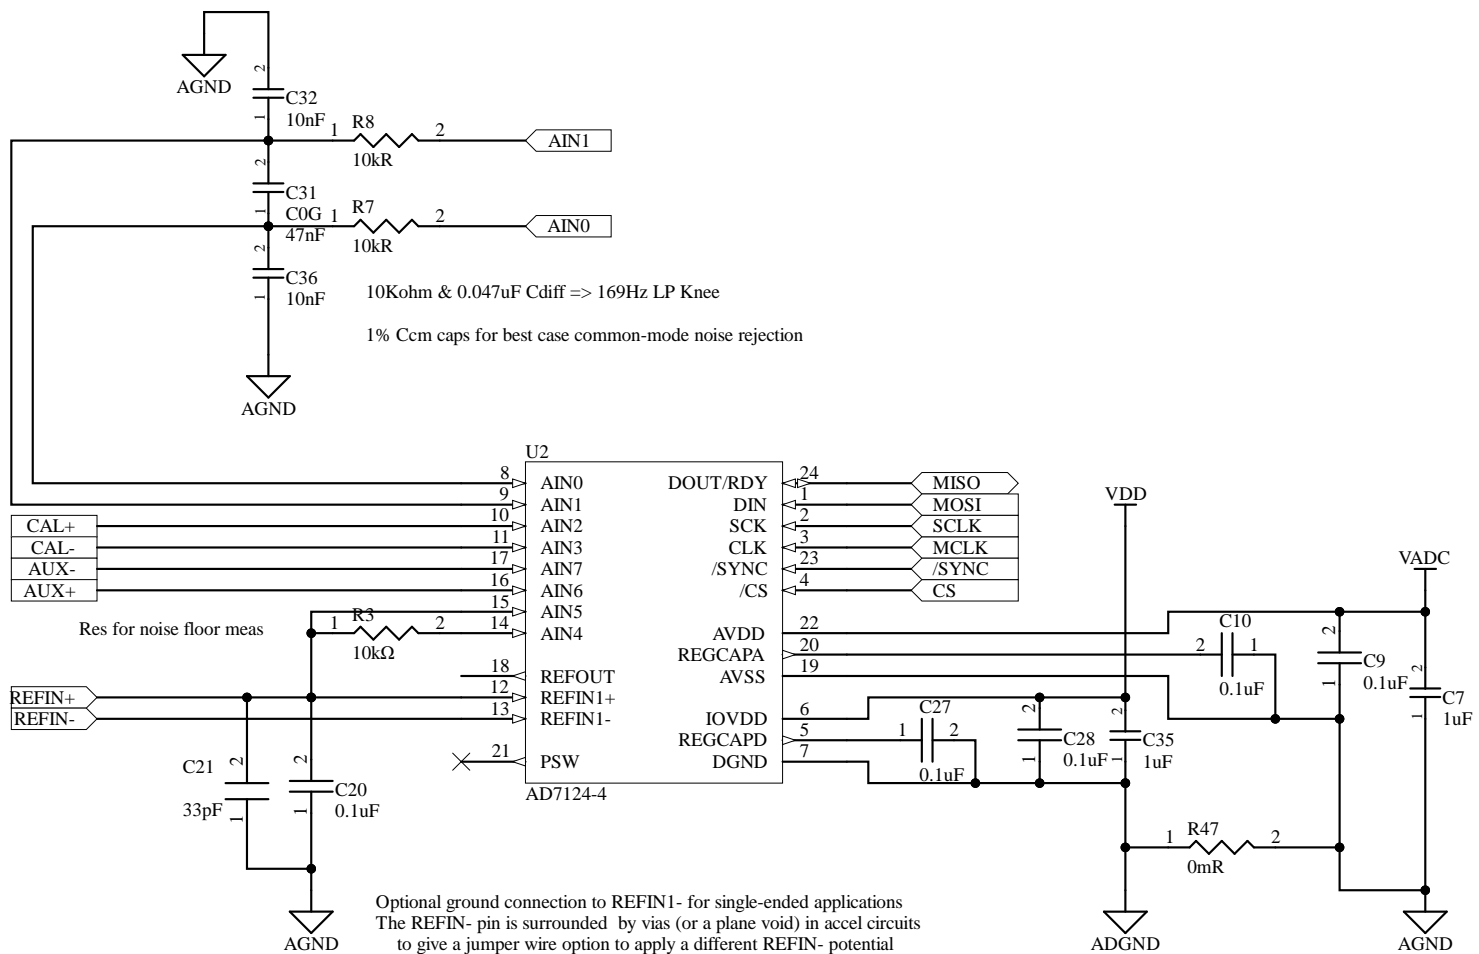 AGND
2
C32
1
10nF
1
R8
2
10kR
AIN1
2
C31
1
C0G
47nF
1
R7
2
10kR
AIN0
2
C36
1
10nF
10Kohm & 0.047uF Cdiff => 169Hz LP Knee
1% Ccm caps for best case common-mode noise rejection
AGND
U2
8
AIN0
DOUT/RDY
24
MISO
9
AIN1
DIN
1
MOSI
CAL+
10
AIN2
SCK
2
SCLK
CAL-
11
AIN3
CLK
3
MCLK
AUX-
17
AIN7
/SYNC
23
/SYNC
AUX+
16
AIN6
/CS
4
CS
15
AIN5
Res for noise floor meas
1
R3
2
10kΩ
14
AIN4
AVDD
22
REGCAPA
20
AVSS
19
18
REFOUT
REFIN+
12
REFIN1+
REFIN-
13
REFIN1-
IOVDD
6
REGCAPD
5
DGND
7
21
PSW
AD7124-4
VDD
VADC
2
C10
1
0.1uF
2
C9
1
0.1uF
2
C7
1
1uF
1
C27
2
0.1uF
2
C28
1
0.1uF
2
C35
1
1uF
C21
2
33pF
1
2
C20
1
0.1uF
1
R47
2
0mR
AGND
Optional ground connection to REFIN1- for single-ended applications
The REFIN- pin is surrounded by vias (or a plane void) in accel circuits
to give a jumper wire option to apply a different REFIN- potential
ADGND
AGND